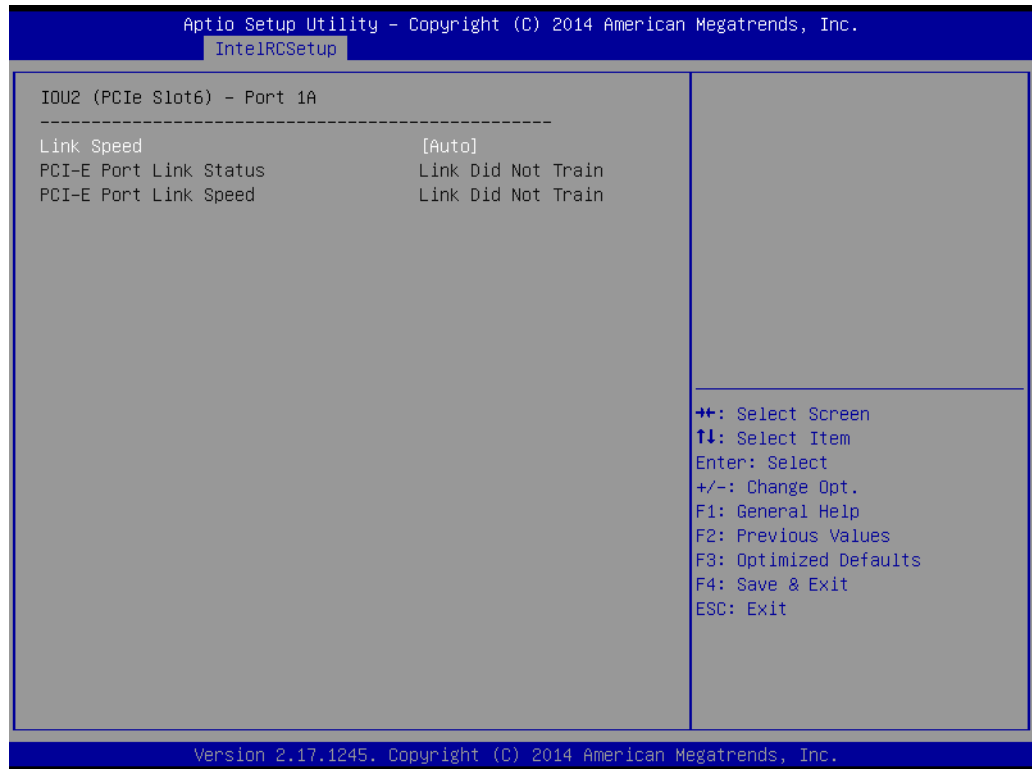 Aptio Setup Utility – Copyright (C) 2014 American Megatrends, Inc.
IntelRCSetup
IOU2 (PCIe Slot6) – Port 1A
--------------------------------------------------
Link Speed [Auto]
PCI-E Port Link Status Link Did Not Train
PCI-E Port Link Speed Link Did Not Train
→←: Select Screen
↑↓: Select Item
Enter: Select
+/-: Change Opt.
F1: General Help
F2: Previous Values
F3: Optimized Defaults
F4: Save & Exit
ESC: Exit
Version 2.17.1245. Copyright (C) 2014 American Megatrends, Inc.